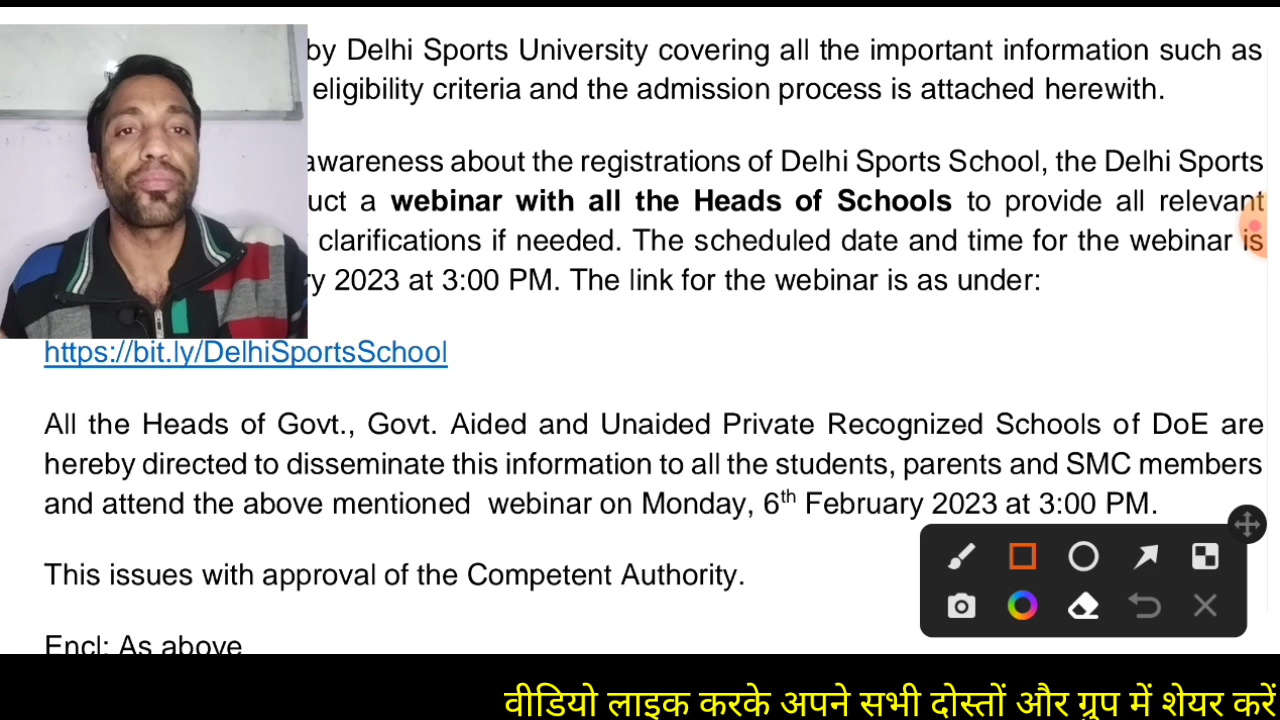 by Delhi Sports University covering all the important information such as
eligibility criteria and the admission process is attached herewith.
awareness about the registrations of Delhi Sports School, the Delhi Sports
uct a webinar with all the Heads of Schools to provide all relevant
clarifications if needed. The scheduled date and time for the webinar is
ry 2023 at 3:00 PM. The link for the webinar is as under:
https://bit.ly/DelhiSportsSchool
All the Heads of Govt., Govt. Aided and Unaided Private Recognized Schools of DoE are
hereby directed to disseminate this information to all the students, parents and SMC members
and attend the above mentioned webinar on Monday, 6th February 2023 at 3:00 PM.
This issues with approval of the Competent Authority.
Encl: As above
वीडियो लाइक करके अपने सभी दोस्तों और ग्रुप में शेयर करें